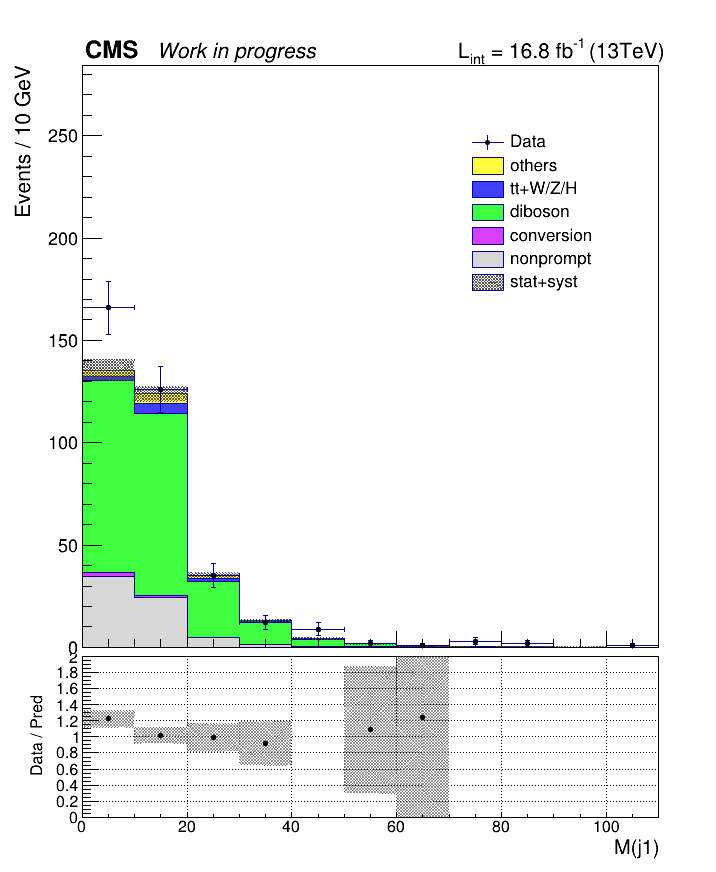 CMS Work in progress L_int = 16.8 fb⁻¹ (13TeV)
Events / 10 GeV
250
200
150
100
50
0
Data
others
tt+W/Z/H
diboson
conversion
nonprompt
stat+syst
Data / Pred
2
1.8
1.6
1.4
1.2
1
0.8
0.6
0.4
0.2
0
0 20 40 60 80 100
M(j1)